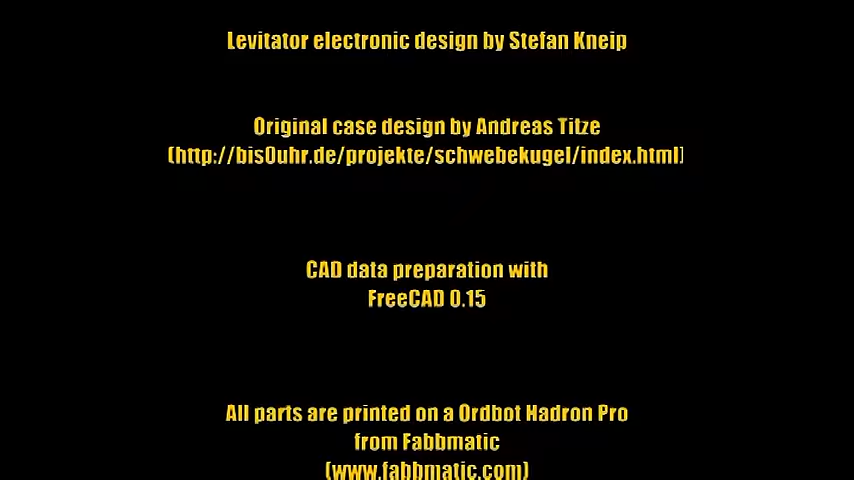 Levitator electronic design by Stefan Kneip
Original case design by Andreas Titze
(http://bis0uhr.de/projekte/schwebekugel/index.html)
CAD data preparation with
FreeCAD 0.15
All parts are printed on a Ordbot Hadron Pro
from Fabbmatic
(www.fabbmatic.com)